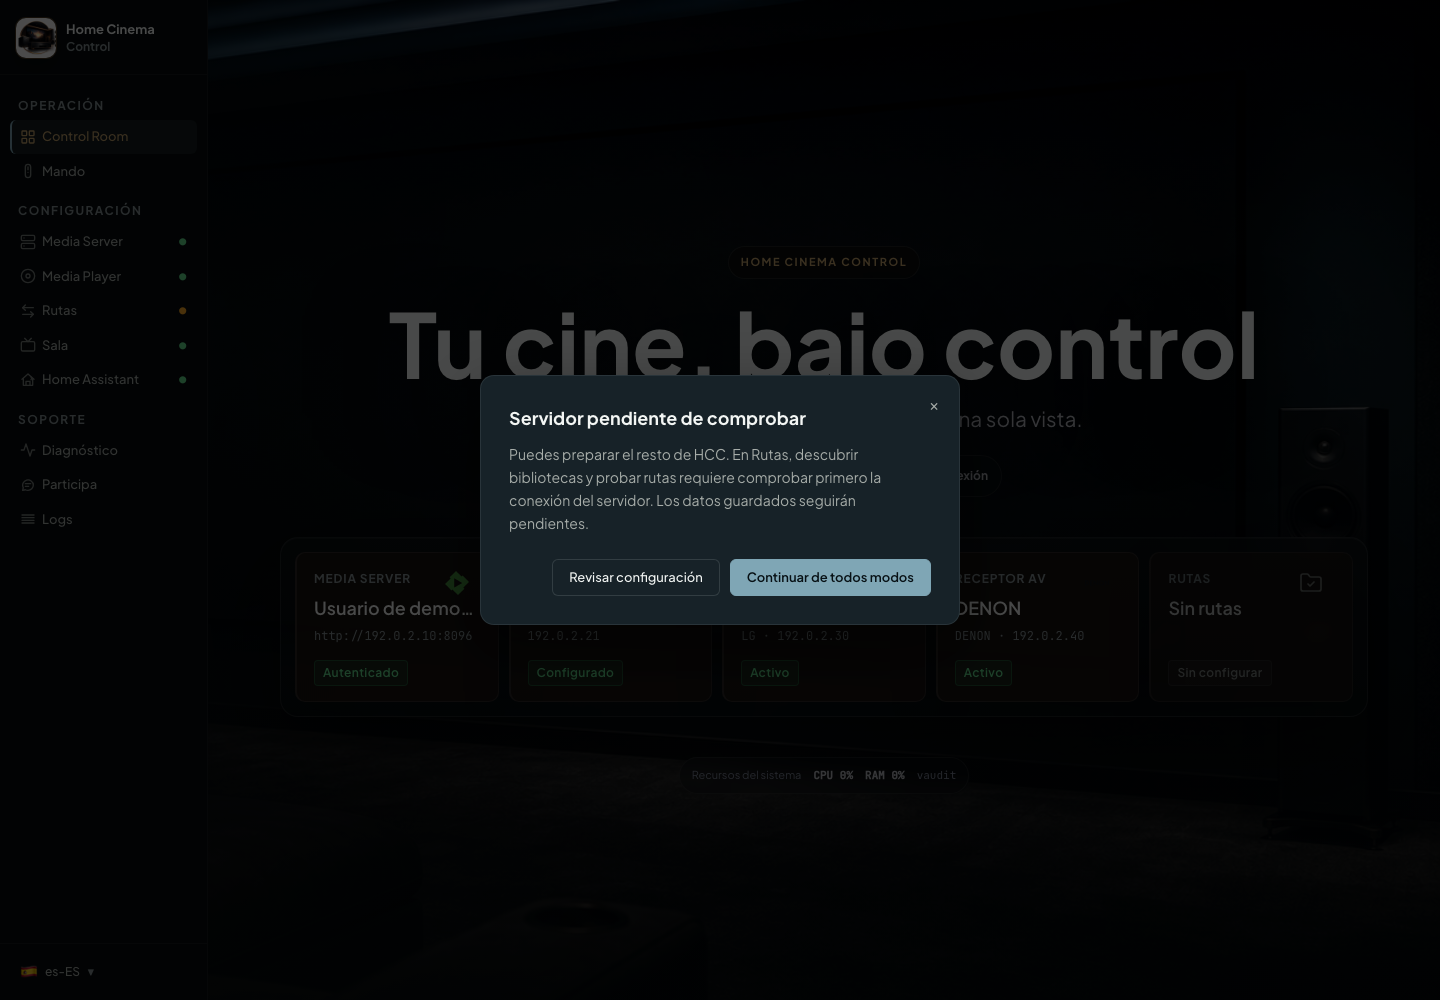 Home Cinema
Control
OPERACIÓN
Control Room
Mando
CONFIGURACIÓN
Media Server
Media Player
Rutas
Sala
Home Assistant
SOPORTE
Diagnóstico
Participa
Logs
es-ES ▾
HOME CINEMA CONTROL
Tu cine, bajo control
na sola vista.
exión
Servidor pendiente de comprobar
×
Puedes preparar el resto de HCC. En Rutas, descubrir
bibliotecas y probar rutas requiere comprobar primero la
conexión del servidor. Los datos guardados seguirán
pendientes.
Revisar configuración
Continuar de todos modos
MEDIA SERVER
Usuario de demo…
http://192.0.2.10:8096
Autenticado
192.0.2.21
Configurado
LG · 192.0.2.30
Activo
RECEPTOR AV
DENON
DENON · 192.0.2.40
Activo
RUTAS
Sin rutas
Sin configurar
Recursos del sistema CPU 0% RAM 0% vaudit